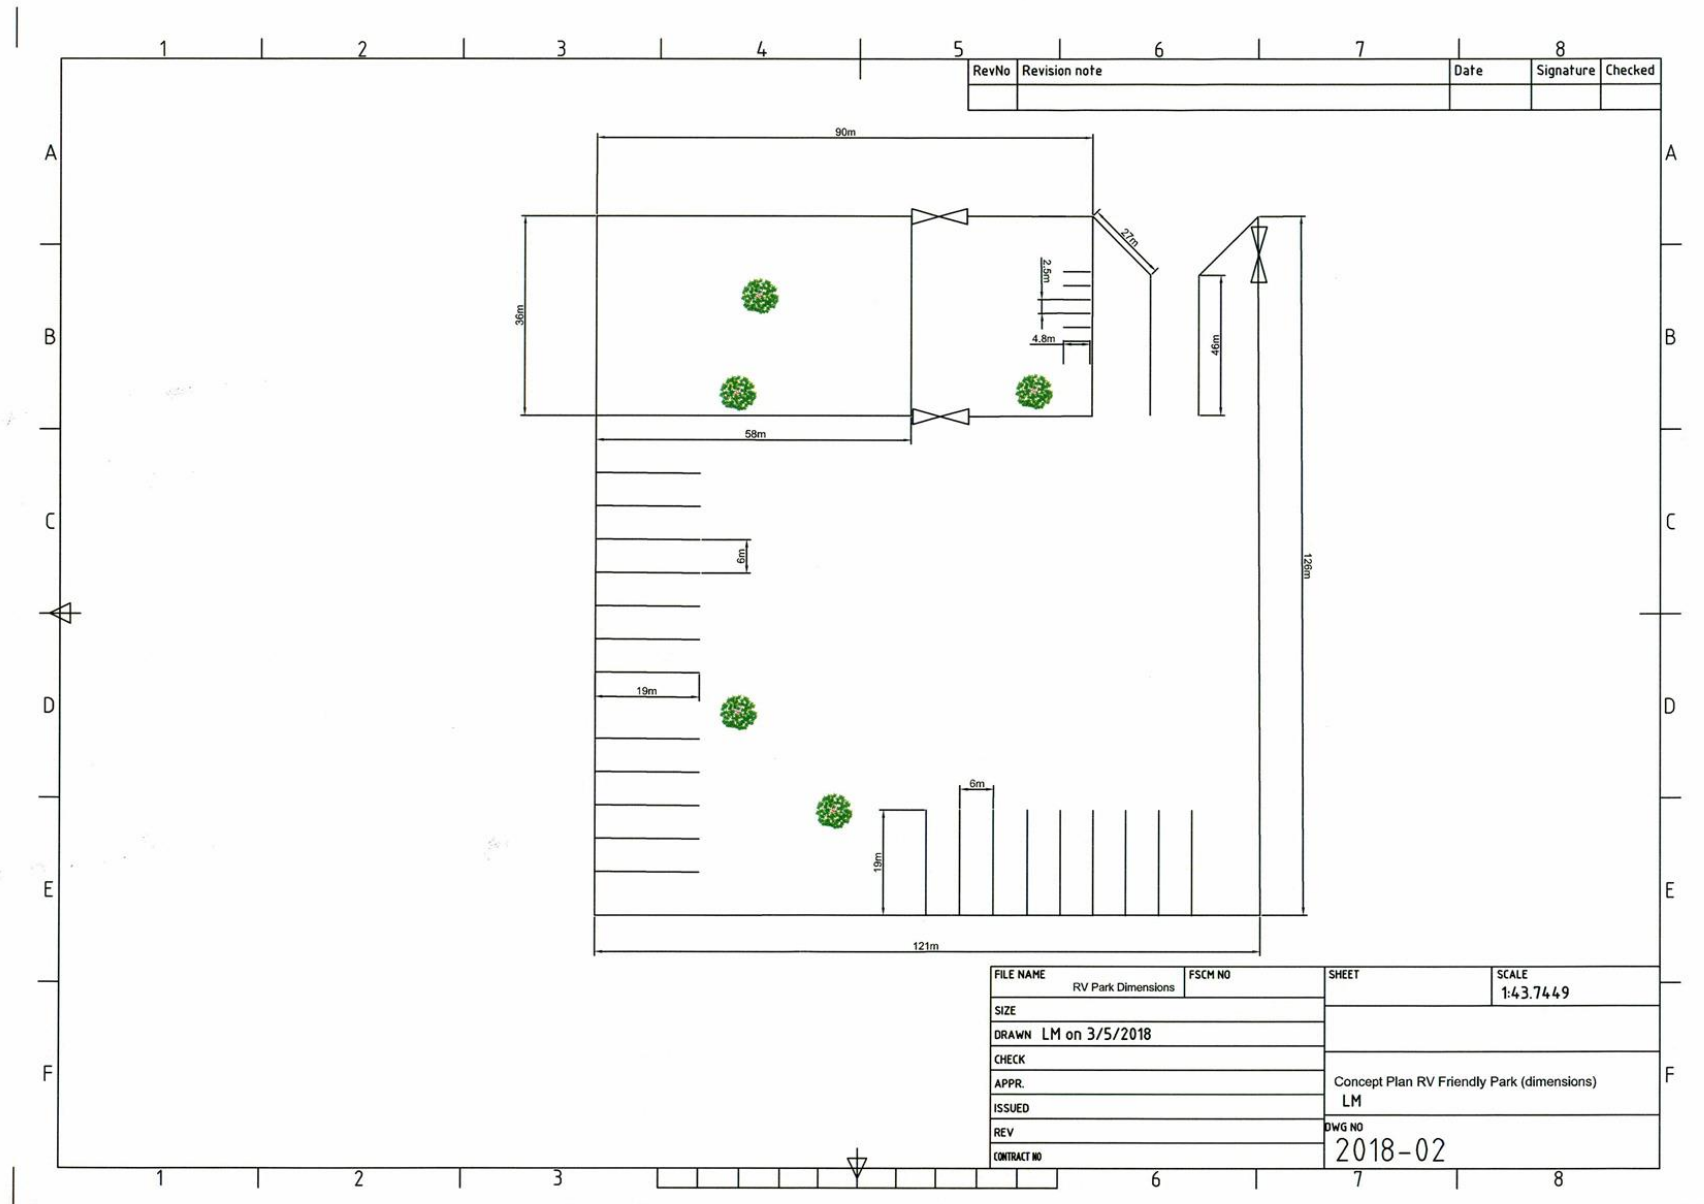 1 2 3 4 5 6 7 8
RevNo Revision note Date Signature Checked
A A
90m
27m
2.5m
36m
4.8m
46m
B B
58m
C C
6m
126m
19m
D D
6m
19m
E E
121m
FILE NAME RV Park Dimensions FSCM NO SHEET SCALE
1:43.7449
SIZE
DRAWN LM on 3/5/2018
CHECK
APPR.
Concept Plan RV Friendly Park (dimensions)
LM
F F
ISSUED
REV
DWG NO
2018-02
CONTRACT NO
1 2 3 6 7 8